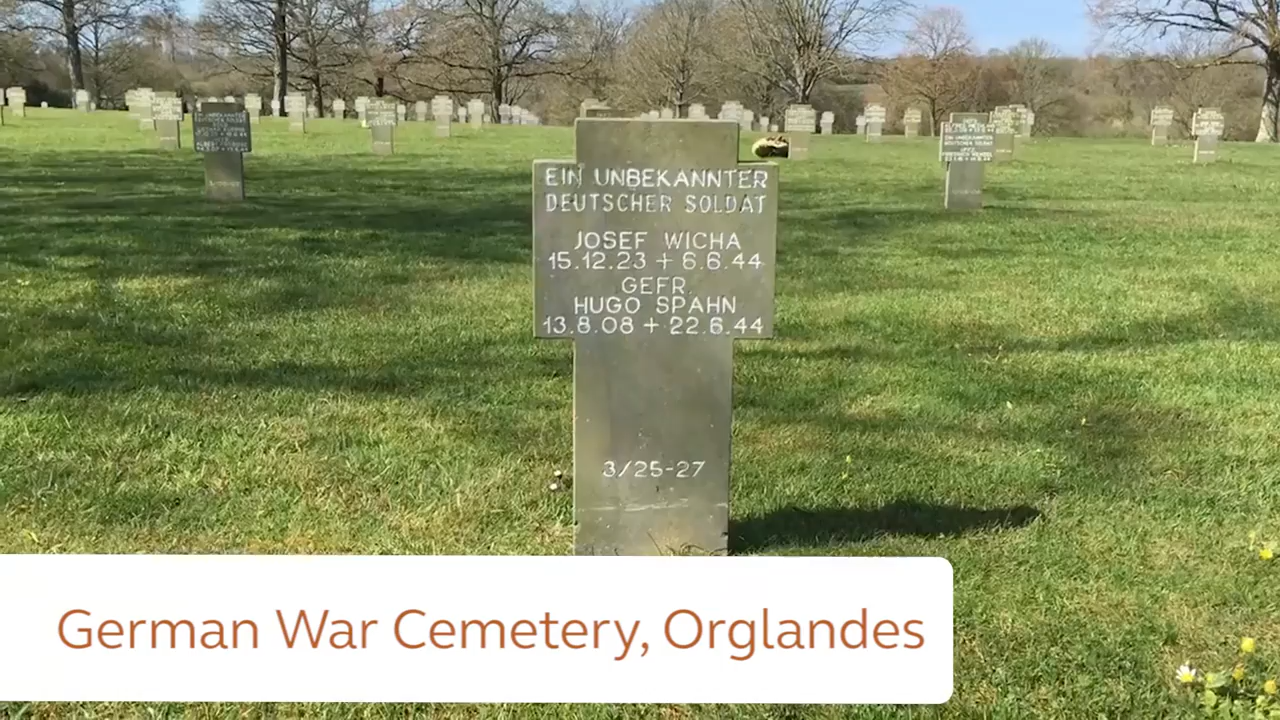 EIN UNBEKANNTER
DEUTSCHER SOLDAT
JOSEF WICHA
15.12.23 + 6.6.44
GEFR.
HUGO SPAHN
13.8.08 + 22.6.44
3/25-27
German War Cemetery, Orglandes